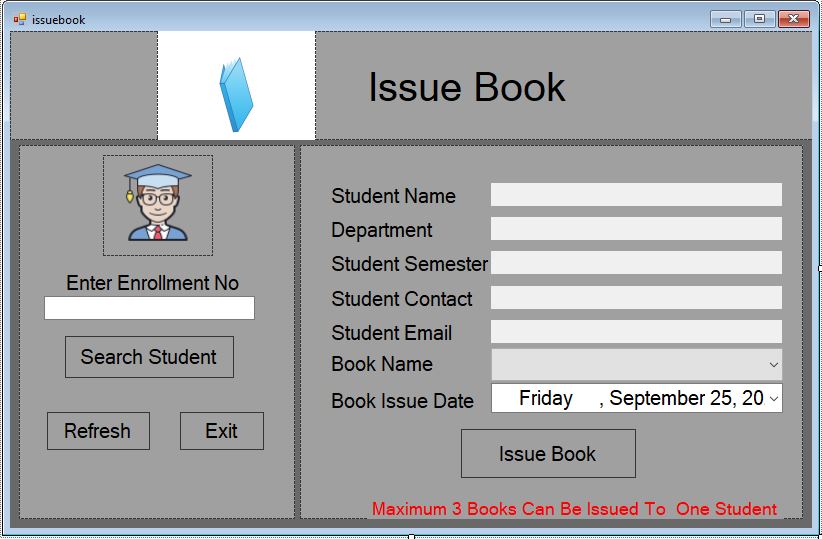 issuebook
Issue Book
Enter Enrollment No
Search Student
Refresh
Exit
Student Name
Department
Student Semester
Student Contact
Student Email
Book Name
Book Issue Date
Friday , September 25, 20
Issue Book
Maximum 3 Books Can Be Issued To One Student